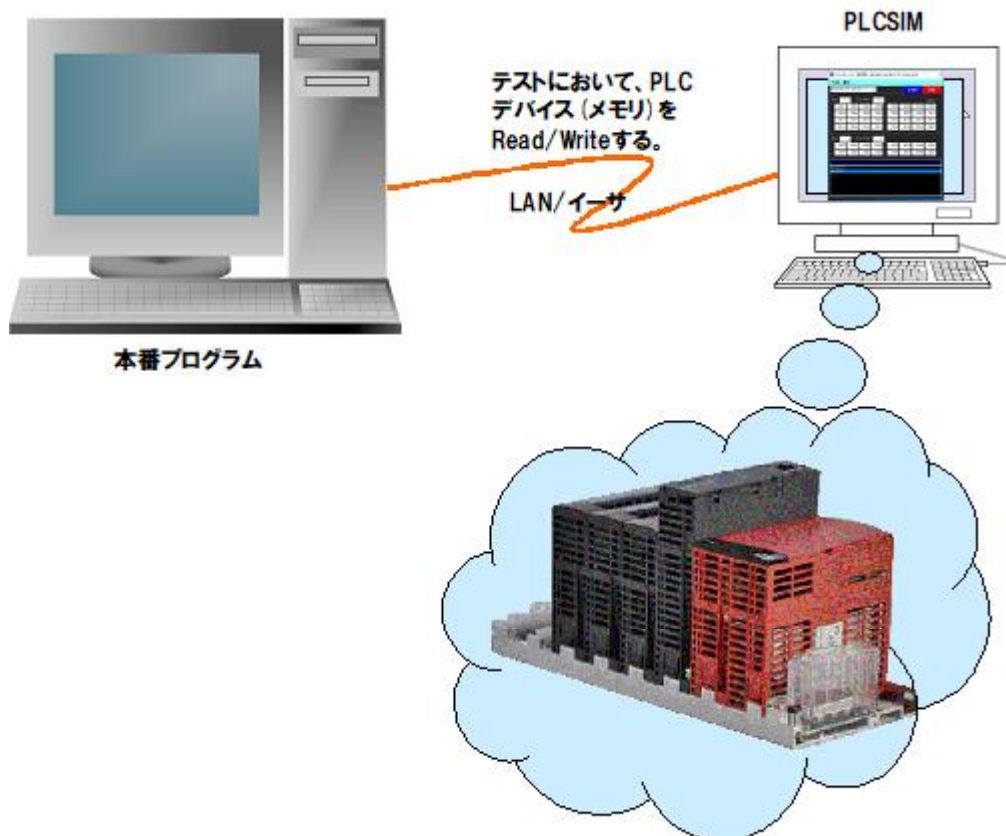 PLCSIM
テストにおいて、PLC
デバイス（メモリ）を
Read/Writeする。
LAN/イーサ
本番プログラム